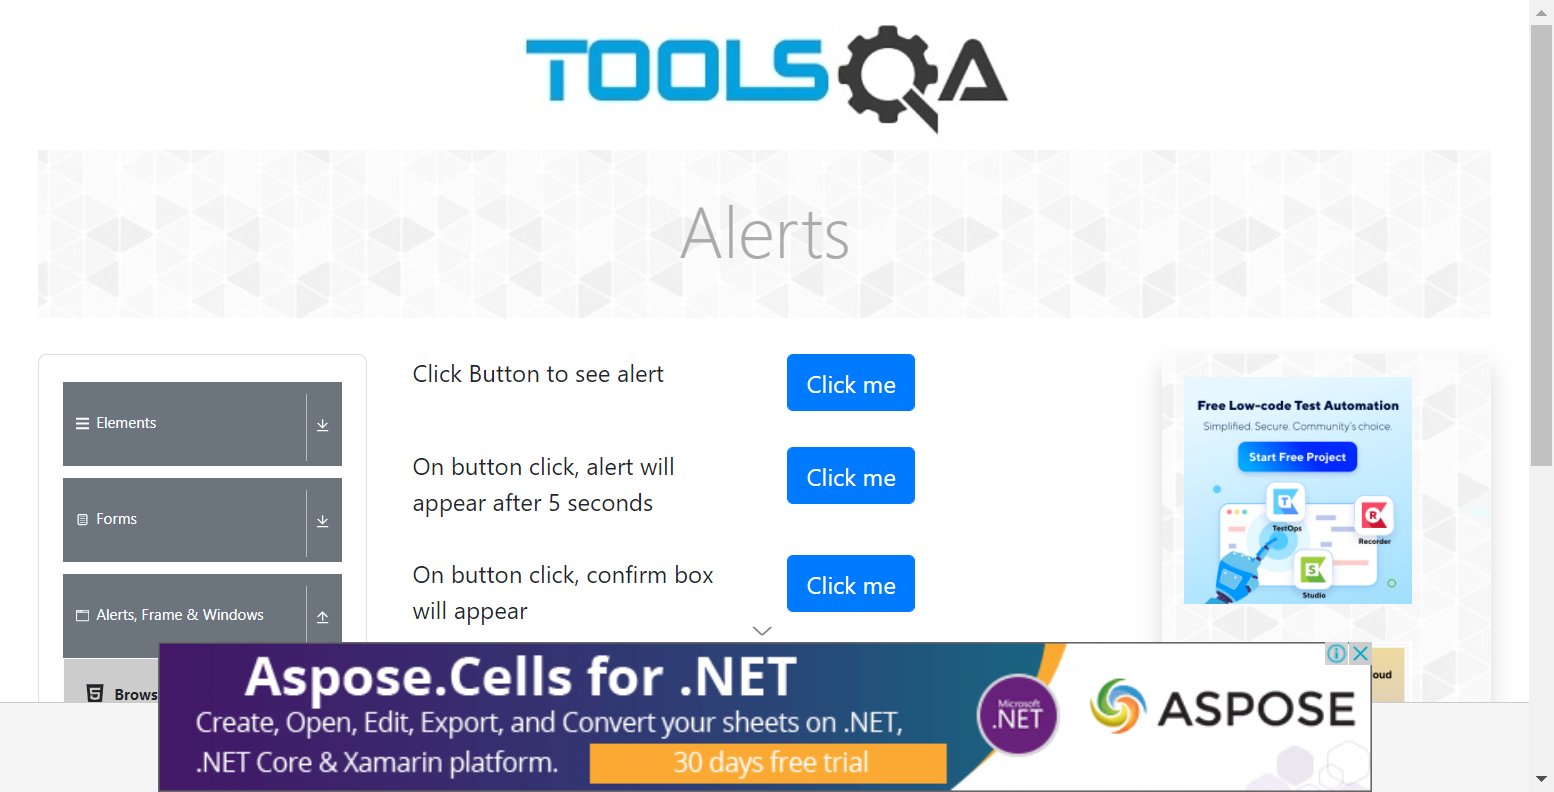 TOOLSQA
Alerts
Elements
Forms
Alerts, Frame & Windows
Brows
Click Button to see alert
Click me
On button click, alert will
appear after 5 seconds
Click me
On button click, confirm box
will appear
Click me
Free Low-code Test Automation
Simplified. Secure. Community's choice.
Start Free Project
TestOps
Recorder
Studio
oud
Aspose.Cells for .NET
Create, Open, Edit, Export, and Convert your sheets on .NET,
.NET Core & Xamarin platform.
30 days free trial
Microsoft
.NET
ASPOSE